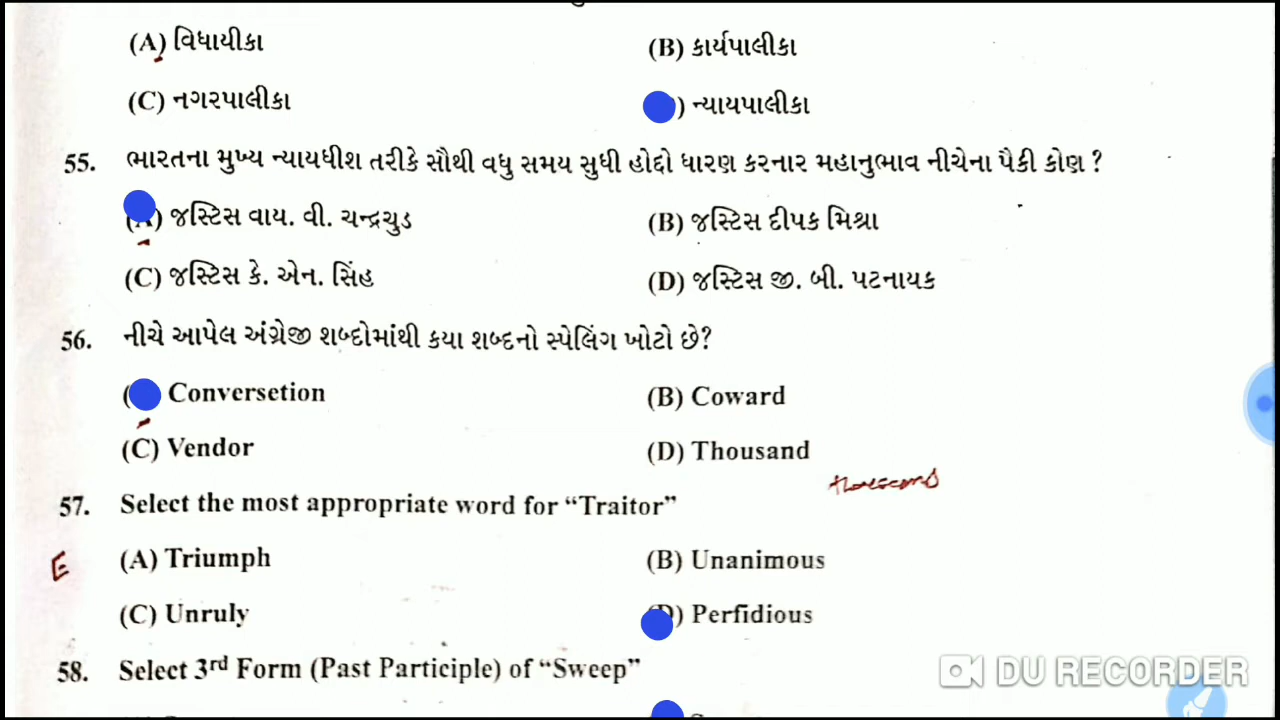 (A) વિધાયીકા (B) કાર્યપાલીકા
(C) નગરપાલીકા ) ન્યાયપાલીકા
55. ભારતના મુખ્ય ન્યાયધીશ તરીકે સૌથી વધુ સમય સુધી હોદ્દો ધારણ કરનાર મહાનુભાવ નીચેના પૈકી કોણ ?
(A) જસ્ટિસ વાય. વી. ચન્દ્રચુડ (B) જસ્ટિસ દીપક મિશ્રા
(C) જસ્ટિસ કે. એન. સિંહ (D) જસ્ટિસ જી. બી. પટનાયક
56. નીચે આપેલ અંગ્રેજી શબ્દોમાંથી કયા શબ્દનો સ્પેલિંગ ખોટો છે?
( Conversetion (B) Coward
(C) Vendor (D) Thousand
57. Select the most appropriate word for “Traitor”
E (A) Triumph (B) Unanimous
(C) Unruly (D) Perfidious
58. Select 3rd Form (Past Participle) of “Sweep”
DU RECORDER